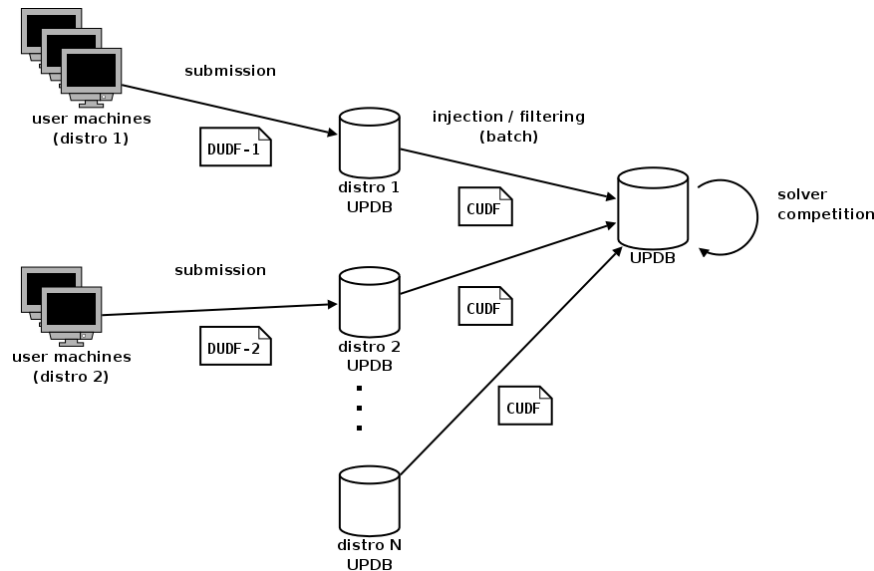 submission
user machines
(distro 1)
DUDF-1
distro 1
UPDB
injection / filtering
(batch)
CUDF
solver
competition
UPDB
submission
user machines
(distro 2)
DUDF-2
distro 2
UPDB
CUDF
CUDF
distro N
UPDB